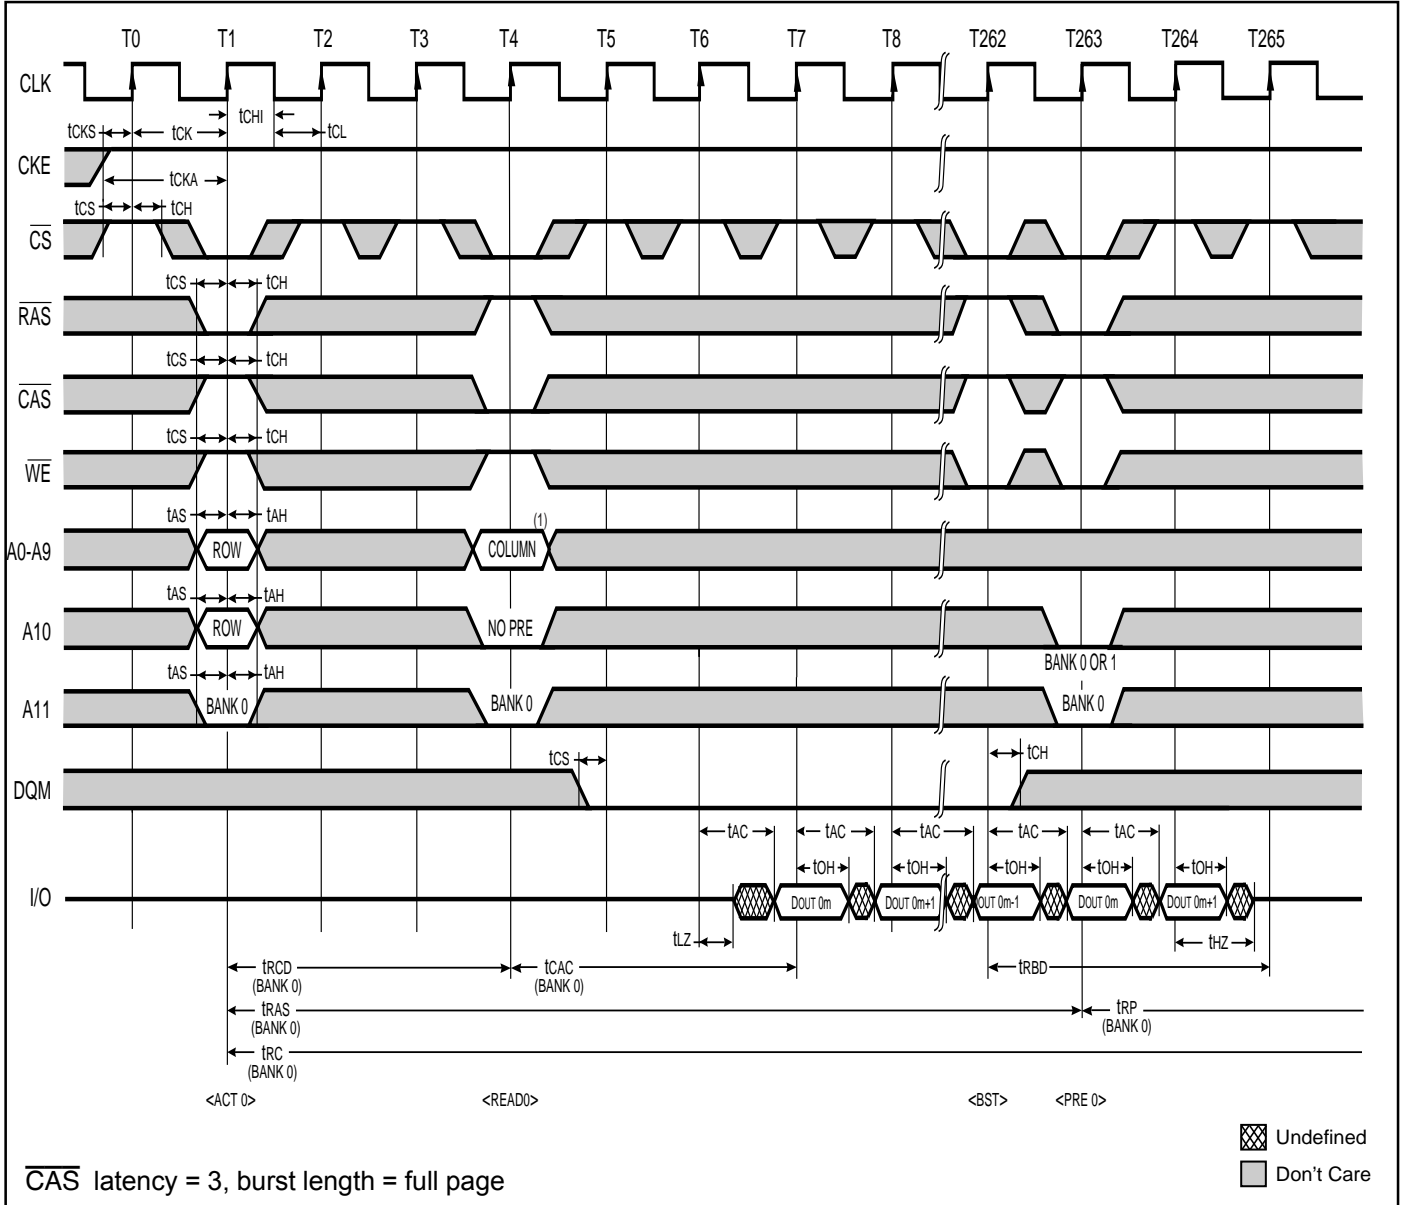 T0 T1 T2 T3 T4 T5 T6 T7 T8 T262 T263 T264 T265
CLK
tCHI
tCKS tCK tCL
CKE
tCKA
tCS tCH
CS
tCS tCH
RAS
tCS tCH
CAS
tCS tCH
WE
tAS tAH (1)
A0-A9 ROW COLUMN
tAS tAH
A10 ROW NO PRE
BANK 0 OR 1
tAS tAH
A11 BANK 0 BANK 0 BANK 0
tCS tCH
DQM
tAC tAC tAC tAC tAC
tOH tOH tOH tOH tOH
I/O DOUT 0m DOUT 0m+1 OUT 0m-1 DOUT 0m DOUT 0m+1
tLZ tHZ
tRCD tCAC tRBD
(BANK 0) (BANK 0)
tRAS tRP
(BANK 0) (BANK 0)
tRC
(BANK 0)
<ACT 0> <READ0> <BST> <PRE 0>
Undefined
Don't Care
CAS latency = 3, burst length = full page